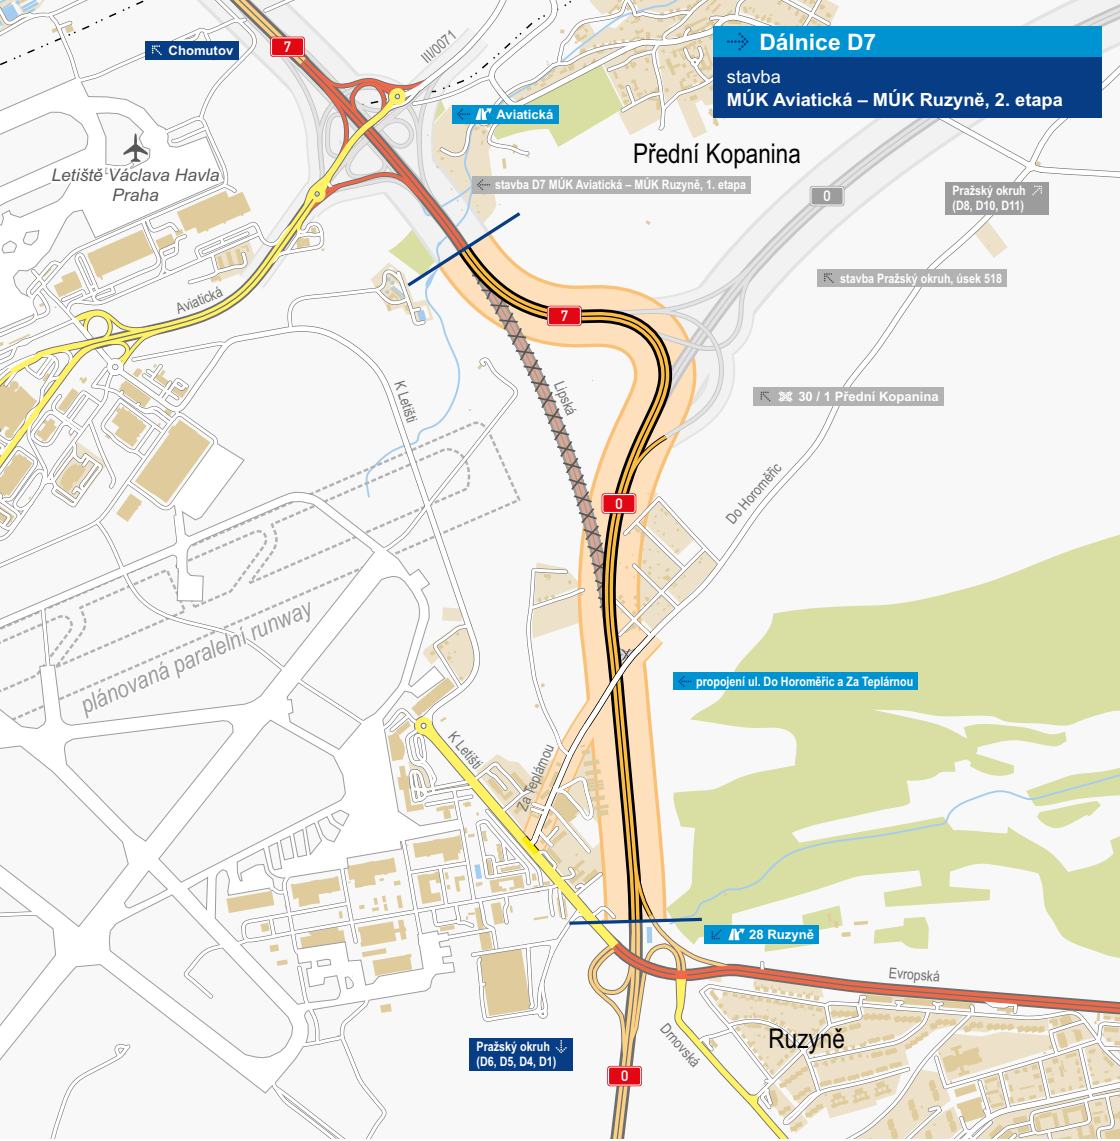 Dálnice D7
stavba
MÚK Aviatická – MÚK Ruzyně, 2. etapa
Chomutov
7
III/0071
Aviatická
Letiště Václava Havla
Praha
Přední Kopanina
stavba D7 MÚK Aviatická – MÚK Ruzyně, 1. etapa
0
Pražský okruh
(D8, D10, D11)
stavba Pražský okruh, úsek 518
Aviatická
7
K Letišti
Lipská
30 / 1 Přední Kopanina
Do Horoměřic
0
plánovaná paralelní runway
propojení ul. Do Horoměřic a Za Teplárnou
K Letišti
Za Teplárnou
28 Ruzyně
Evropská
Drnovská
Ruzyně
Pražský okruh
(D6, D5, D4, D1)
0